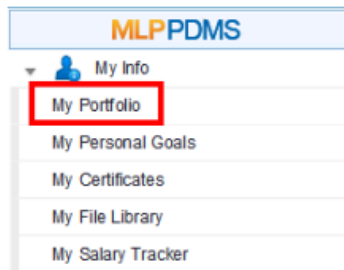 MLPPDMS
My Info
My Portfolio
My Personal Goals
My Certificates
My File Library
My Salary Tracker